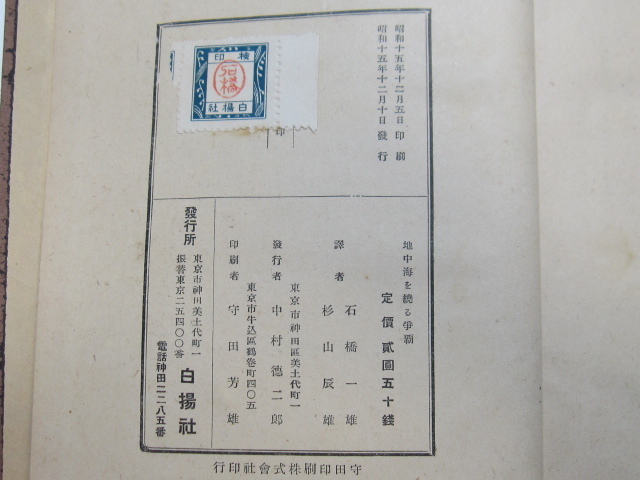 昭和十五年十二月五日印刷
昭和十五年十二月十日發行
検印
石橋
白楊社
印
地中海を繞る爭覇
定價貳圓五十錢
譯者 石橋一雄
杉山辰雄
東京市神田區美土代町一
發行者 中村德二郎
東京市牛込區鶴巻町四〇五
印刷者 守田芳雄
發行所
東京市神田美土代町一
振替東京二五四〇〇番
白揚社
電話神田二二八五番
守田印刷株式會社印行